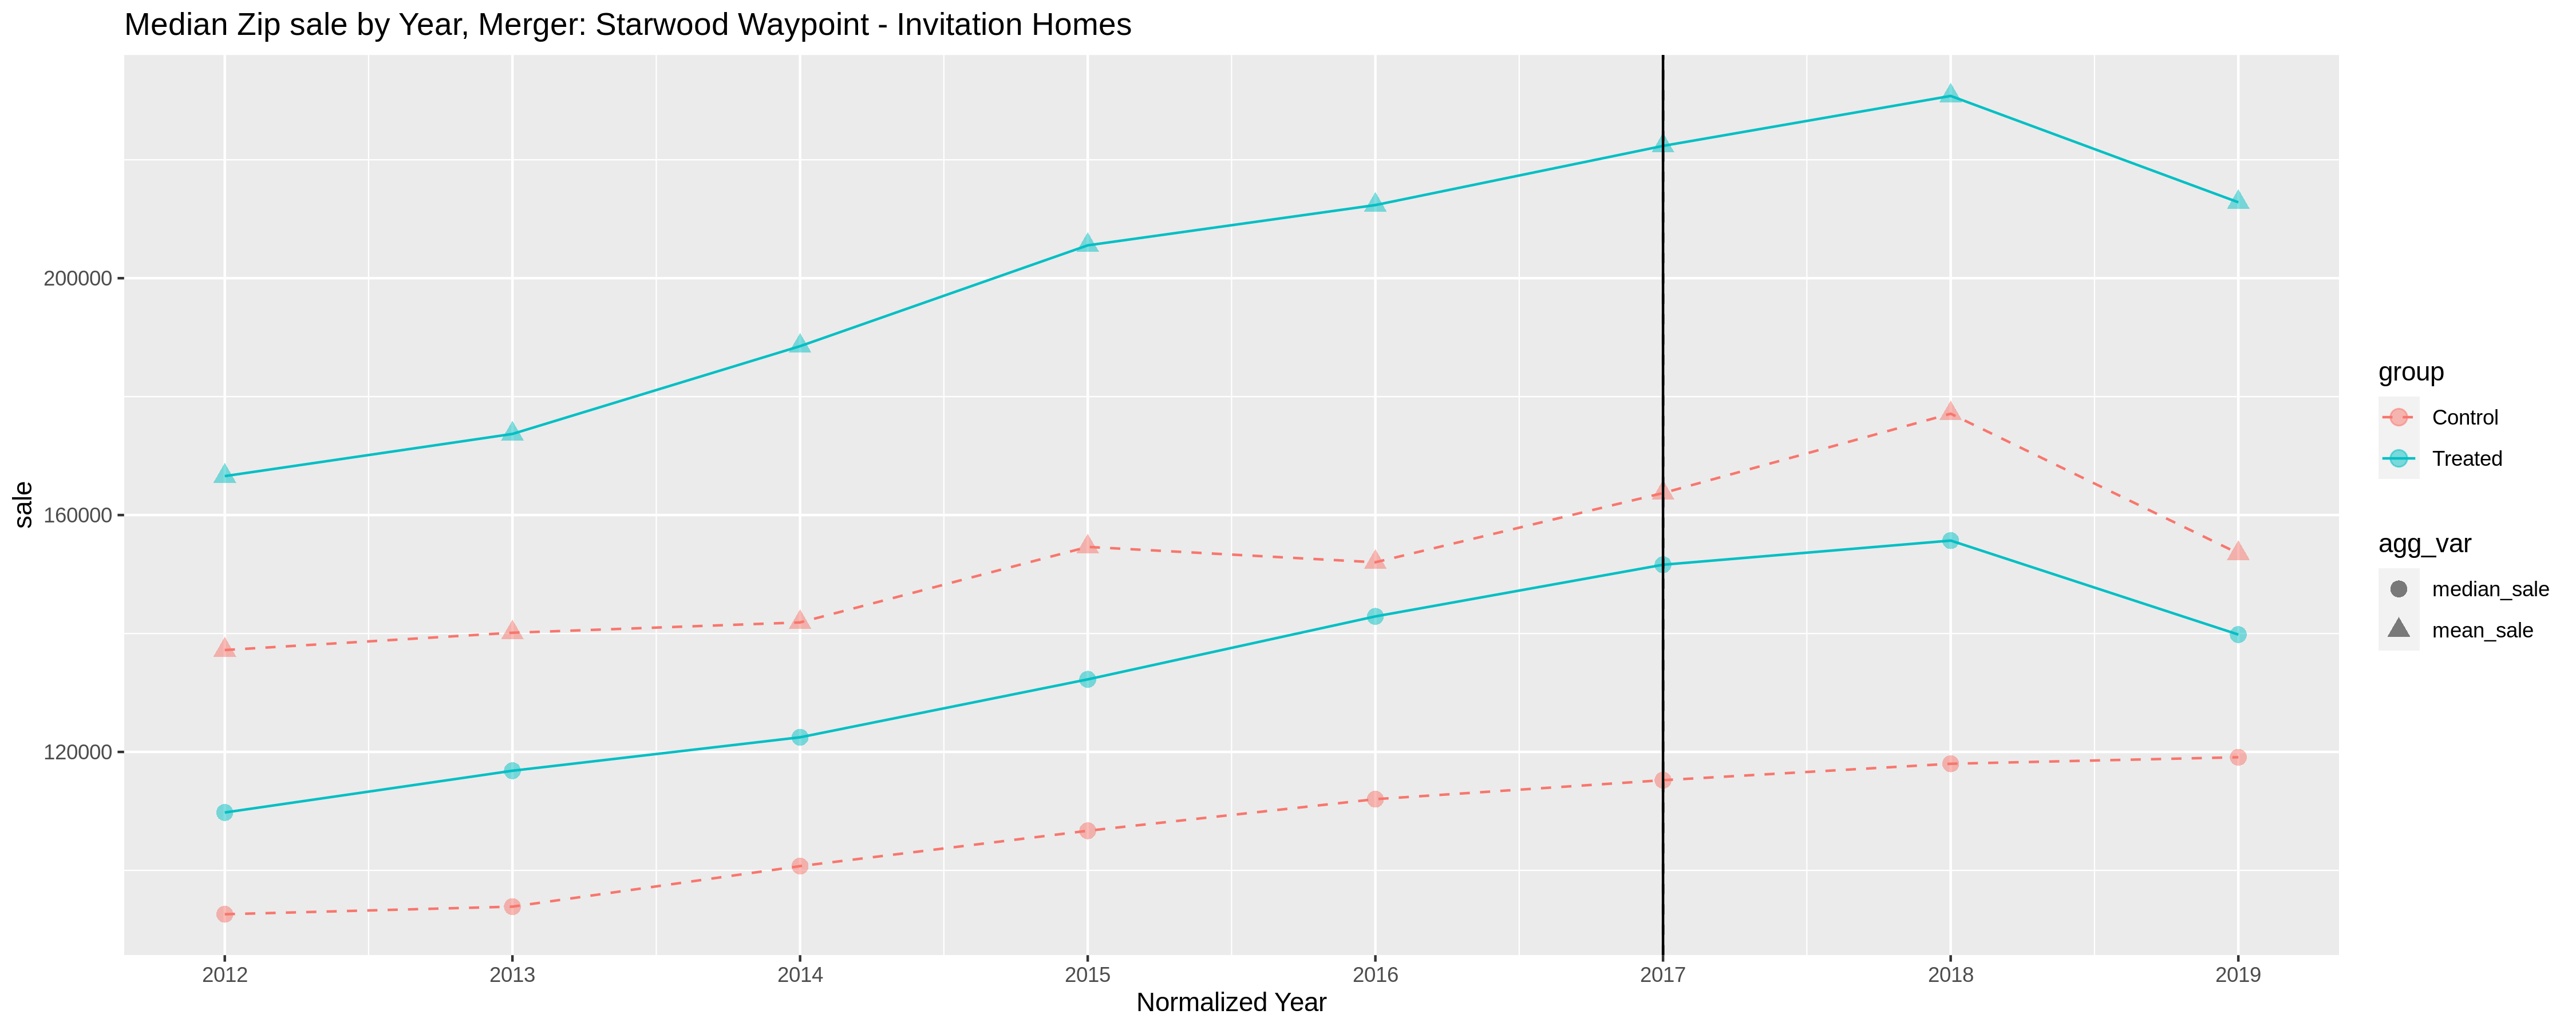 Median Zip sale by Year, Merger: Starwood Waypoint - Invitation Homes
sale
200000
160000
120000
2012 2013 2014 2015 2016 2017 2018 2019
Normalized Year
group
Control
Treated
agg_var
median_sale
mean_sale